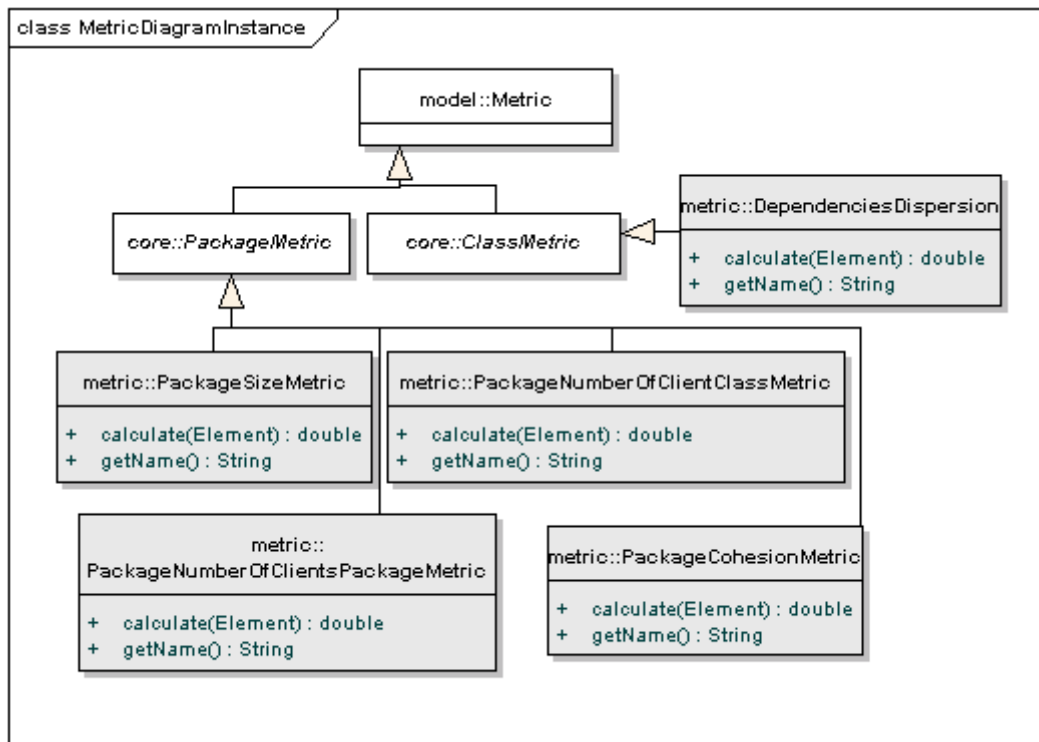 class MetricDiagramInstance
model::Metric
core::PackageMetric
core::ClassMetric
metric::DependenciesDispersion
+ calculate(Element) : double
+ getName() : String
metric::PackageSizeMetric
+ calculate(Element) : double
+ getName() : String
metric::PackageNumberOfClientClassMetric
+ calculate(Element) : double
+ getName() : String
metric::
PackageNumberOfClientsPackageMetric
+ calculate(Element) : double
+ getName() : String
metric::PackageCohesionMetric
+ calculate(Element) : double
+ getName() : String